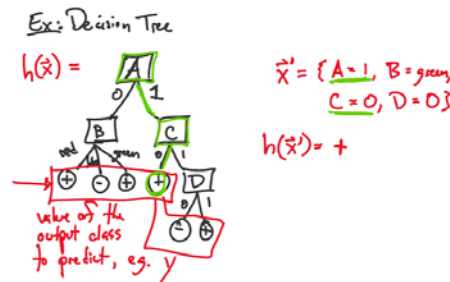 Ex: Decision Tree
h(x⃗) =
A
0 1
B C
red green 0 1
+ - + + D
0 1
- +
value of the
output class
to predict, e.g. y
x⃗' = {A=1, B=green,
C=0, D=0}
h(x⃗') = +